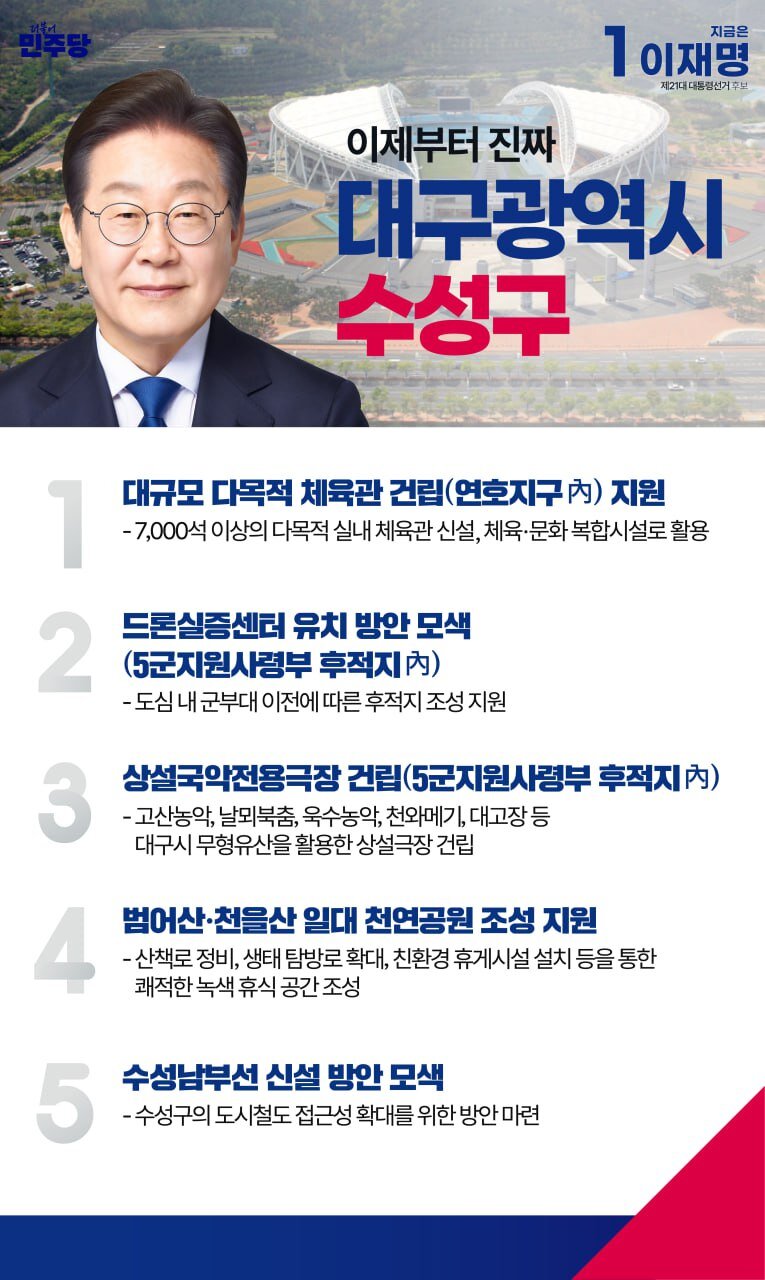 더불어
민주당
1
지금은
이재명
제21대 대통령선거 후보
이제부터 진짜
대구광역시
수성구
1
대규모 다목적 체육관 건립(연호지구 內) 지원
- 7,000석 이상의 다목적 실내 체육관 신설, 체육·문화 복합시설로 활용
2
드론실증센터 유치 방안 모색
(5군지원사령부 후적지 內)
- 도심 내 군부대 이전에 따른 후적지 조성 지원
3
상설국악전용극장 건립(5군지원사령부 후적지 內)
- 고산농악, 날뫼북춤, 욱수농악, 천왕메기, 대고장 등
대구시 무형유산을 활용한 상설극장 건립
4
범어산·천을산 일대 천연공원 조성 지원
- 산책로 정비, 생태 탐방로 확대, 친환경 휴게시설 설치 등을 통한
쾌적한 녹색 휴식 공간 조성
5
수성남부선 신설 방안 모색
- 수성구의 도시철도 접근성 확대를 위한 방안 마련